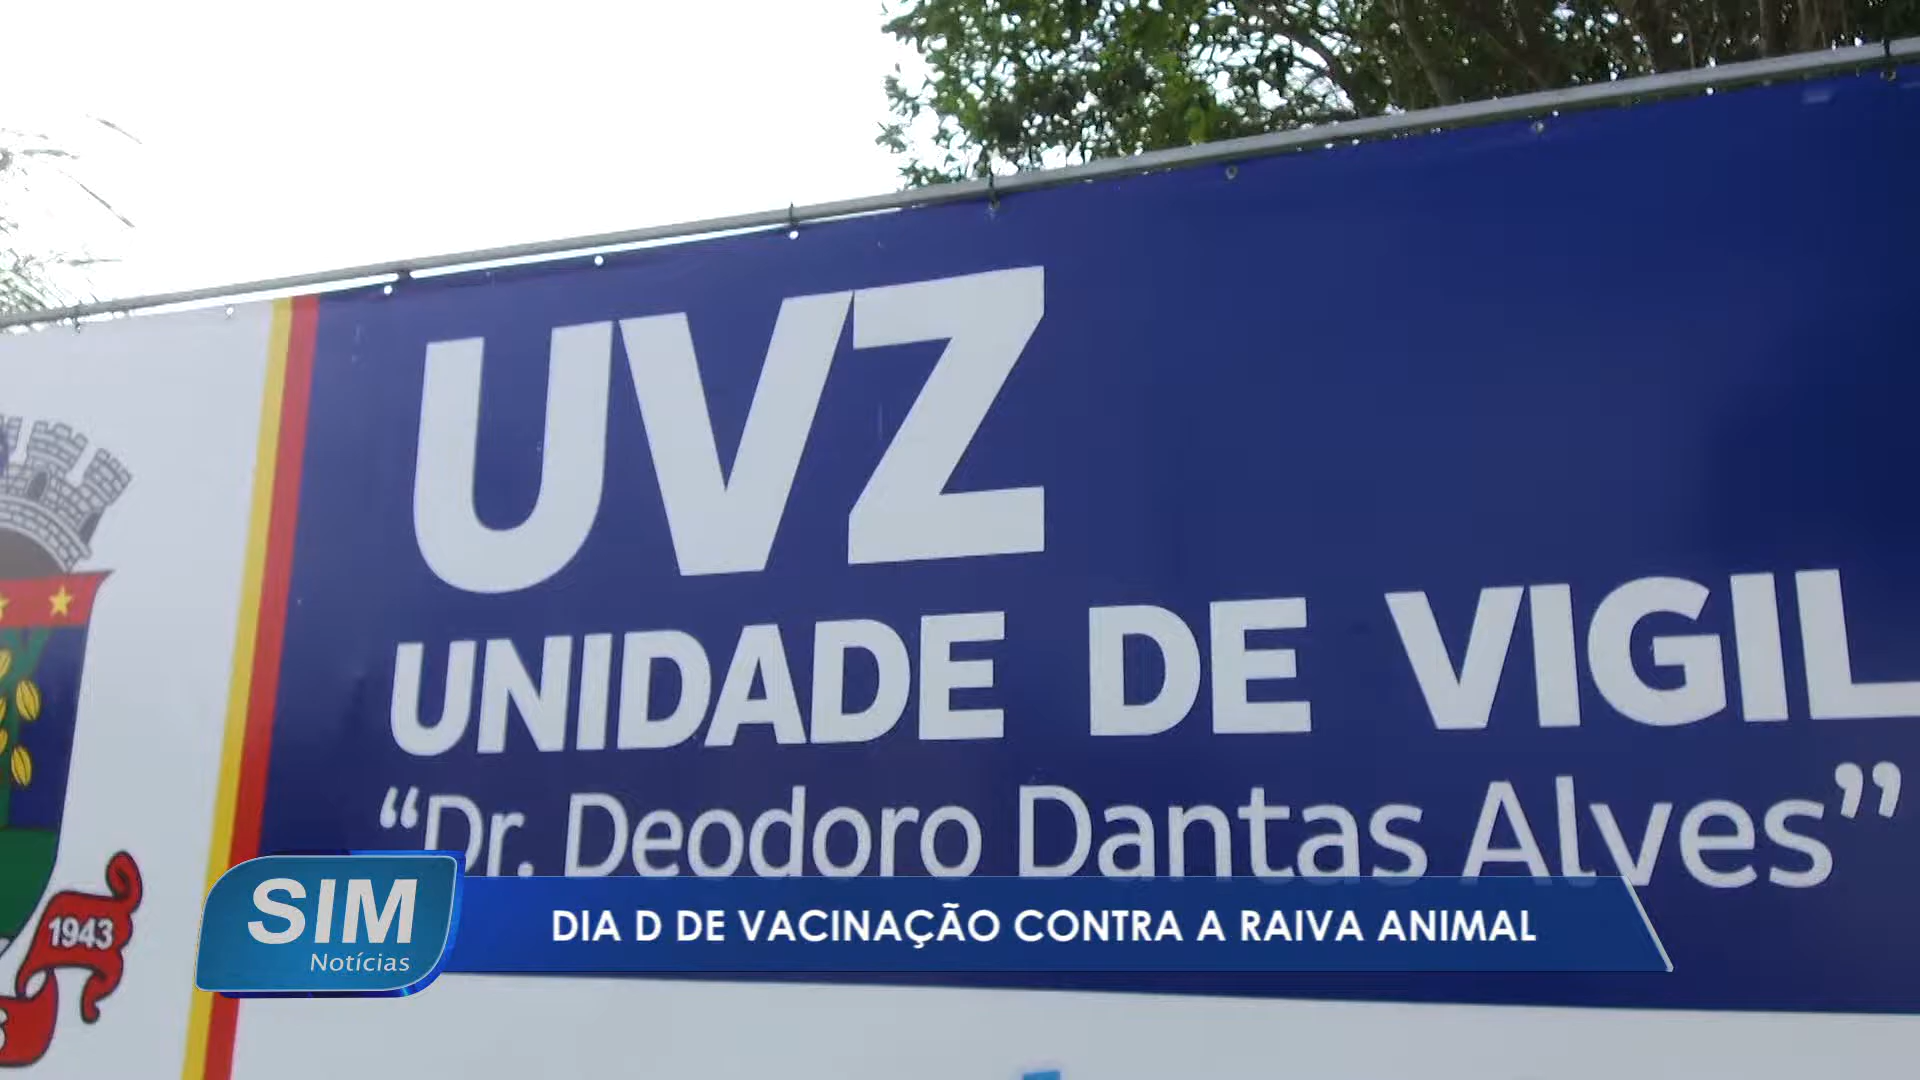 UVZ
UNIDADE DE VIGIL
“Dr. Deodoro Dantas Alves”
1943
SIM
Notícias
DIA D DE VACINAÇÃO CONTRA A RAIVA ANIMAL